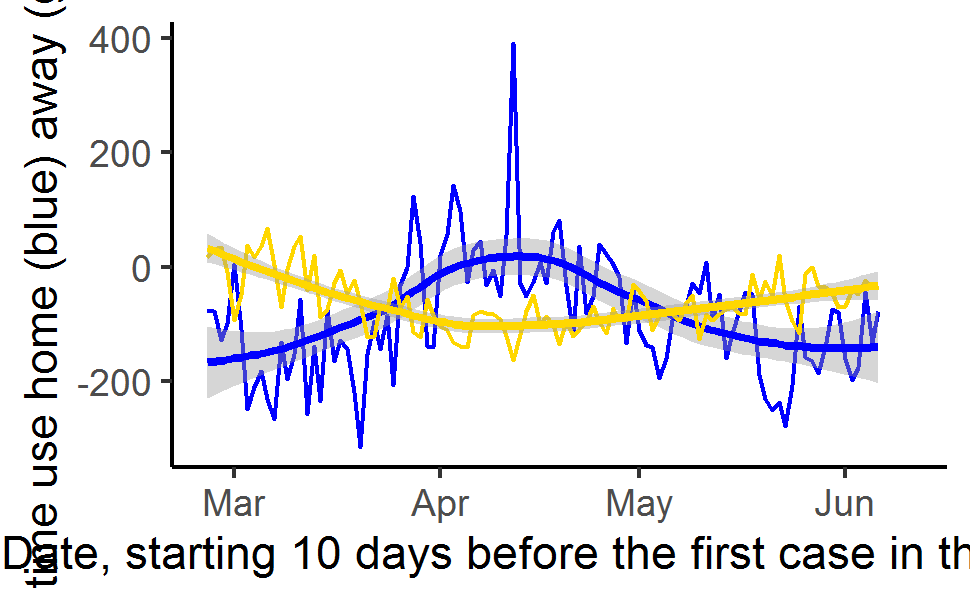 time use home (blue) away (
400
200
0
-200
Mar Apr May Jun
Date, starting 10 days before the first case in th